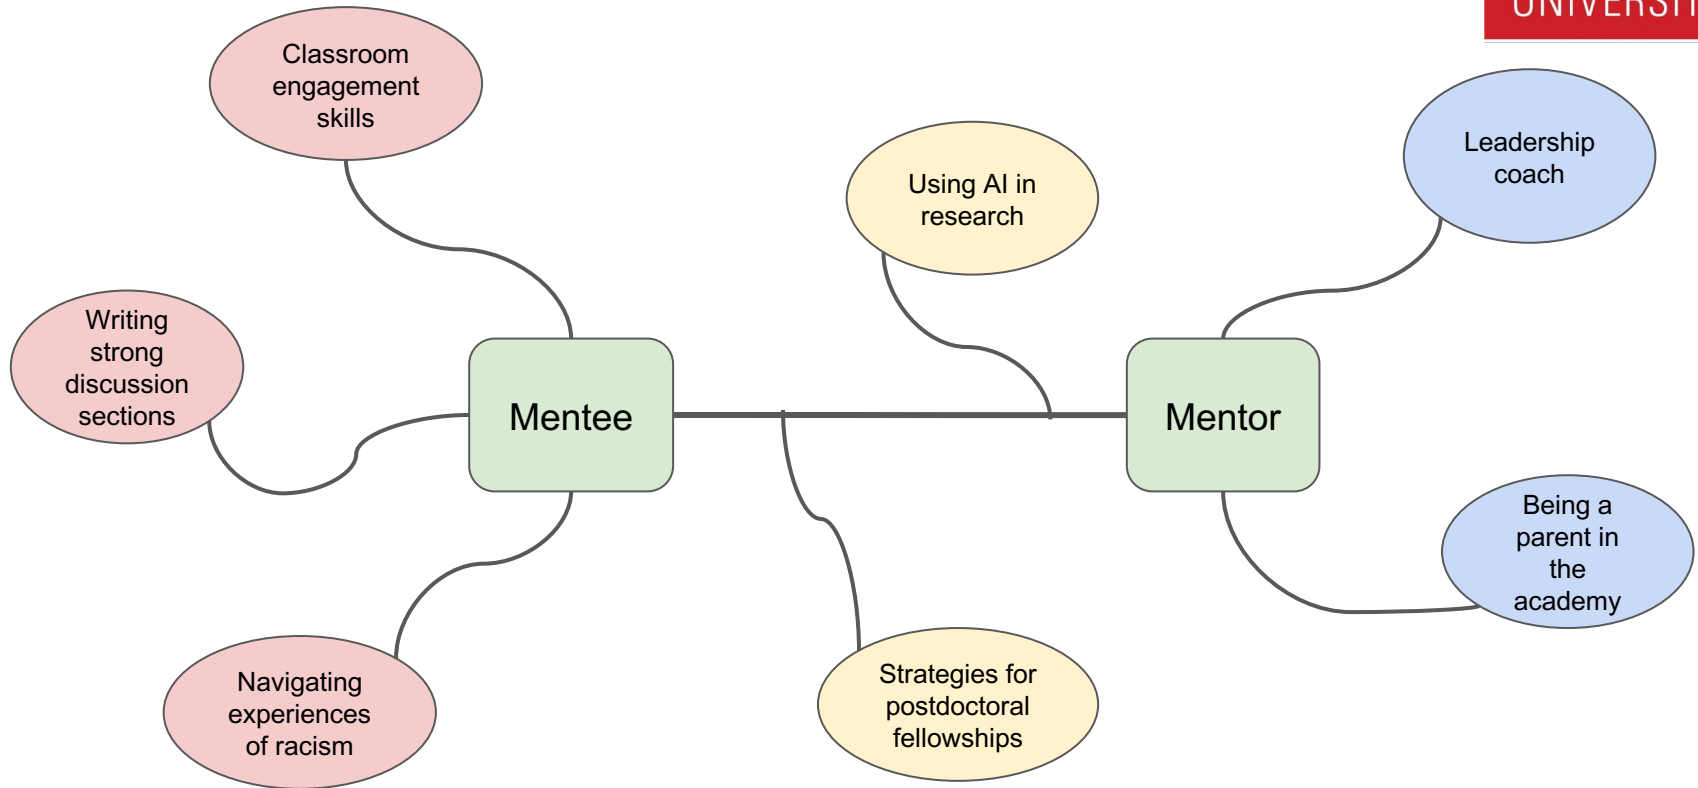 Classroom
engagement
skills
Using AI in
research
Leadership
coach
Writing
strong
discussion
sections
Mentee
Mentor
Being a
parent in
the
academy
Navigating
experiences
of racism
Strategies for
postdoctoral
fellowships